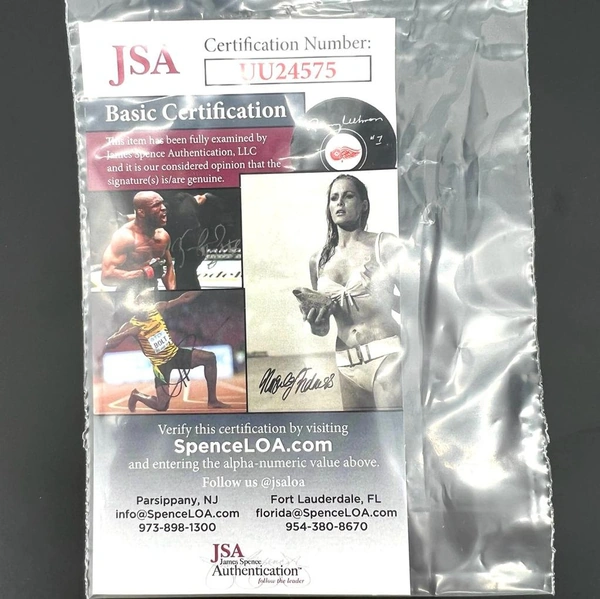 JSA
Certification Number:
UU24575
Basic Certification
This item has been fully examined by
James Spence Authentication, LLC
and it is our considered opinion that the
signature(s) is/are genuine.
#7
BOLT
Verify this certification by visiting
SpenceLOA.com
and entering the alpha-numeric value above.
Follow us @jsaloa
Parsippany, NJ
info@SpenceLOA.com
973-898-1300
Fort Lauderdale, FL
florida@SpenceLOA.com
954-380-8670
JSA
James Spence
Authentication™
follow the leader